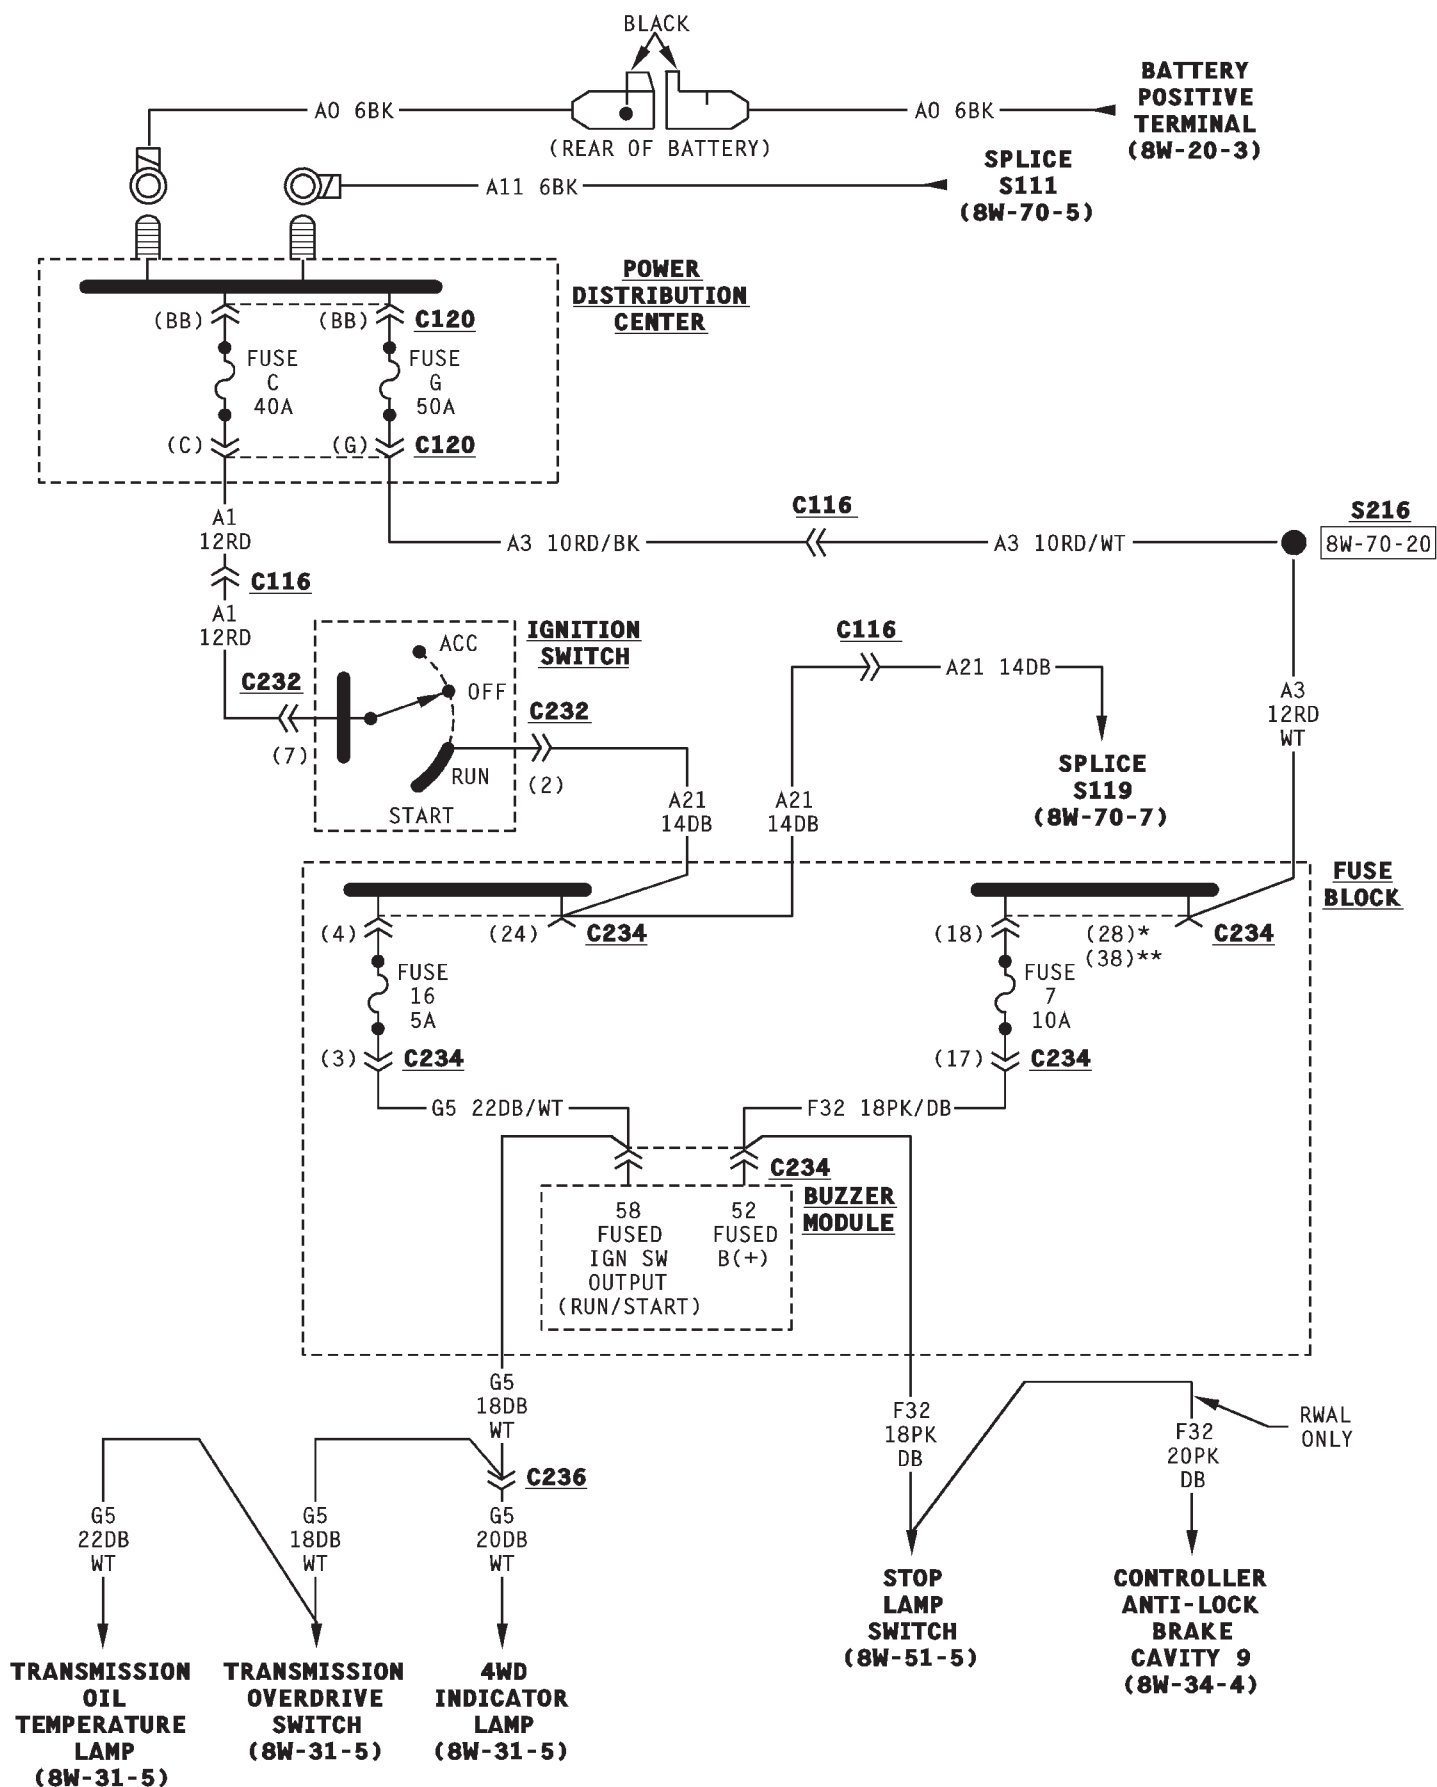 BLACK
A0 6BK
A0 6BK
BATTERY
POSITIVE
TERMINAL
(8W-20-3)
(REAR OF BATTERY)
A11 6BK
SPLICE
S111
(8W-70-5)
POWER
DISTRIBUTION
CENTER
(BB)
(BB)
C120
FUSE
C
40A
FUSE
G
50A
(C)
(G)
C120
A1
12RD
C116
A1
12RD
A3 10RD/BK
C116
A3 10RD/WT
S216
8W-70-20
C232
(7)
IGNITION
SWITCH
ACC
OFF
RUN
START
C232
(2)
C116
A21 14DB
SPLICE
S119
(8W-70-7)
A3
12RD
WT
A21
14DB
A21
14DB
FUSE
BLOCK
(4)
(24)
C234
(18)
(28)*
(38)**
C234
FUSE
16
5A
FUSE
7
10A
(3)
C234
(17)
C234
G5 22DB/WT
F32 18PK/DB
C234
BUZZER
MODULE
58
FUSED
IGN SW
OUTPUT
(RUN/START)
52
FUSED
B(+)
G5
18DB
WT
F32
18PK
DB
F32
20PK
DB
RWAL
ONLY
C236
G5
22DB
WT
G5
18DB
WT
G5
20DB
WT
TRANSMISSION
OIL
TEMPERATURE
LAMP
(8W-31-5)
TRANSMISSION
OVERDRIVE
SWITCH
(8W-31-5)
4WD
INDICATOR
LAMP
(8W-31-5)
STOP
LAMP
SWITCH
(8W-51-5)
CONTROLLER
ANTI-LOCK
BRAKE
CAVITY 9
(8W-34-4)